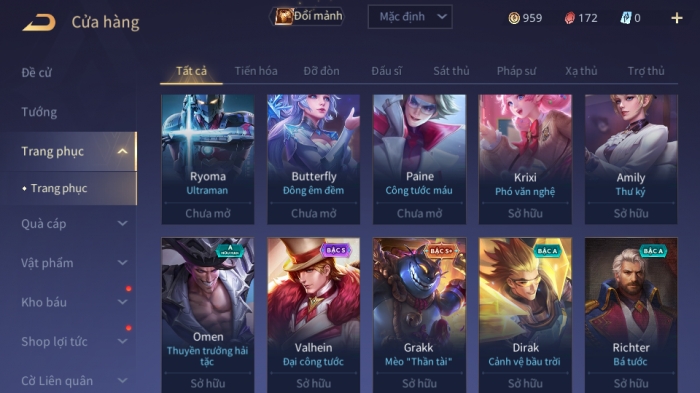 Cửa hàng
Đổi mảnh
Mặc định
959
172
0
Đề cử
Tướng
Trang phục
Trang phục
Quà cáp
Vật phẩm
Kho báu
Shop lợi tức
Cờ Liên quân
Tất cả
Tiến hóa
Đỡ đòn
Đấu sĩ
Sát thủ
Pháp sư
Xạ thủ
Trợ thủ
Ryoma
Ultraman
Chưa mở
Butterfly
Đông êm đềm
Chưa mở
Paine
Công tước máu
Chưa mở
Krixi
Phó văn nghệ
Sở hữu
Amily
Thư ký
Sở hữu
A
Omen
Thuyền trưởng hải
tặc
Sở hữu
BẬC S
Valhein
Đại công tước
Sở hữu
BẬC S+
Grakk
Mèo "Thần tài"
Sở hữu
BẬC A
Dirak
Cảnh vệ bầu trời
Sở hữu
BẬC A
Richter
Bá tước
Sở hữu